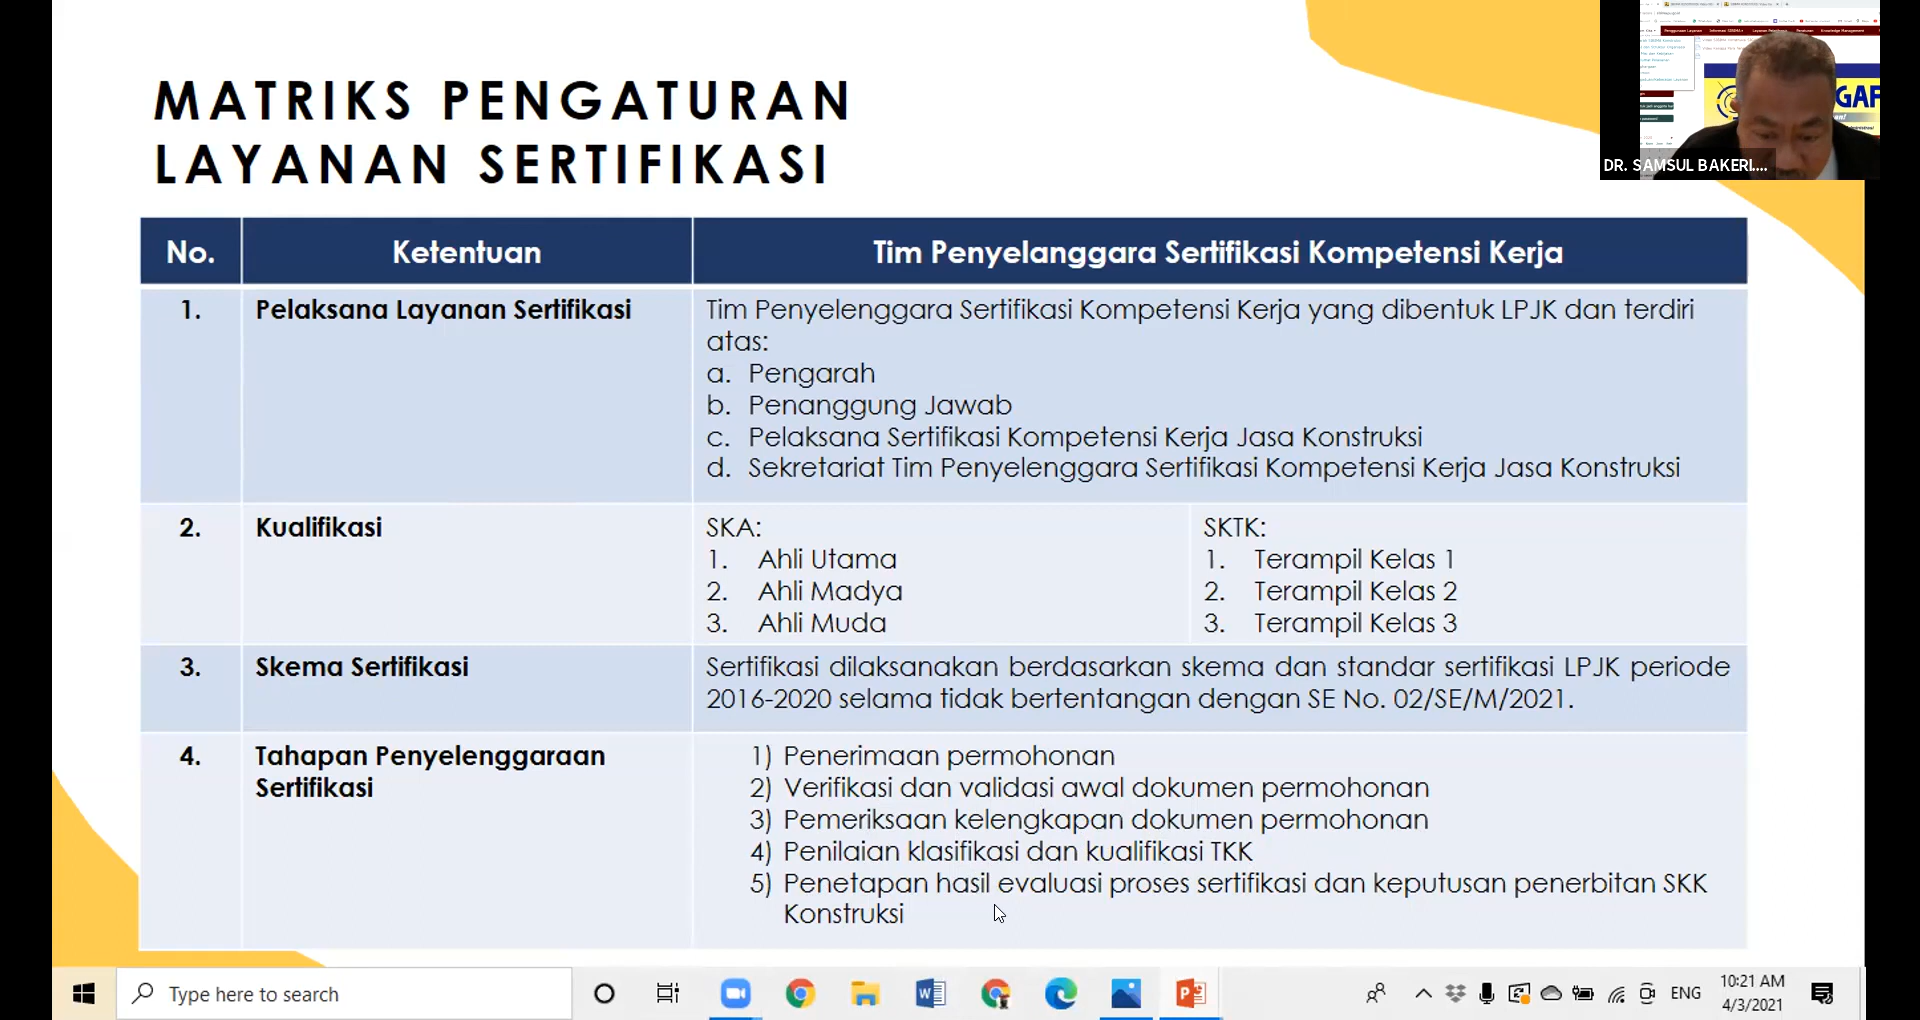 MATRIKS PENGATURAN
LAYANAN SERTIFIKASI
DR. SAMSUL BAKERI....
No.
Ketentuan
Tim Penyelanggara Sertifikasi Kompetensi Kerja
1.
Pelaksana Layanan Sertifikasi
Tim Penyelenggara Sertifikasi Kompetensi Kerja yang dibentuk LPJK dan terdiri
atas:
a. Pengarah
b. Penanggung Jawab
c. Pelaksana Sertifikasi Kompetensi Kerja Jasa Konstruksi
d. Sekretariat Tim Penyelenggara Sertifikasi Kompetensi Kerja Jasa Konstruksi
2.
Kualifikasi
SKA:
1. Ahli Utama
2. Ahli Madya
3. Ahli Muda
SKTK:
1. Terampil Kelas 1
2. Terampil Kelas 2
3. Terampil Kelas 3
3.
Skema Sertifikasi
Sertifikasi dilaksanakan berdasarkan skema dan standar sertifikasi LPJK periode
2016-2020 selama tidak bertentangan dengan SE No. 02/SE/M/2021.
4.
Tahapan Penyelenggaraan
Sertifikasi
1) Penerimaan permohonan
2) Verifikasi dan validasi awal dokumen permohonan
3) Pemeriksaan kelengkapan dokumen permohonan
4) Penilaian klasifikasi dan kualifikasi TKK
5) Penetapan hasil evaluasi proses sertifikasi dan keputusan penerbitan SKK
Konstruksi
Type here to search
ENG
10:21 AM
4/3/2021